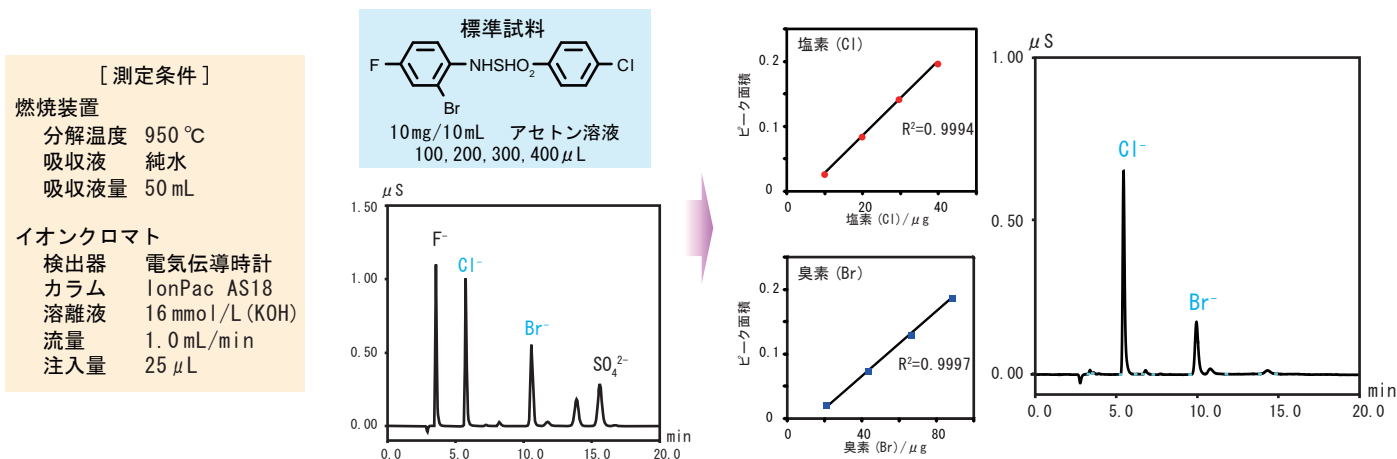 [測定条件]
燃焼装置
分解温度 950℃
吸収液 純水
吸収液量 50mL
イオンクロマト
検出器 電気伝導時計
カラム IonPac AS18
溶離液 16mmol/L(KOH)
流量 1.0mL/min
注入量 25μL
標準試料
F
NHSHO2
Cl
Br
10mg/10mL アセトン溶液
100,200,300,400μL
μS
1.50
1.00
0.50
0.00
F-
Cl-
Br-
SO4 2-
min
0.0 5.0 10.0 15.0 20.0
塩素(Cl)
ピーク面積
0.2
0.1
0
R2=0.9994
0 20 40
塩素(Cl)/μg
臭素(Br)
ピーク面積
0.2
0.1
0
R2=0.9997
0 40 80
臭素(Br)/μg
μS
1.00
0.50
0.00
Cl-
Br-
min
0.0 5.0 10.0 15.0 20.0